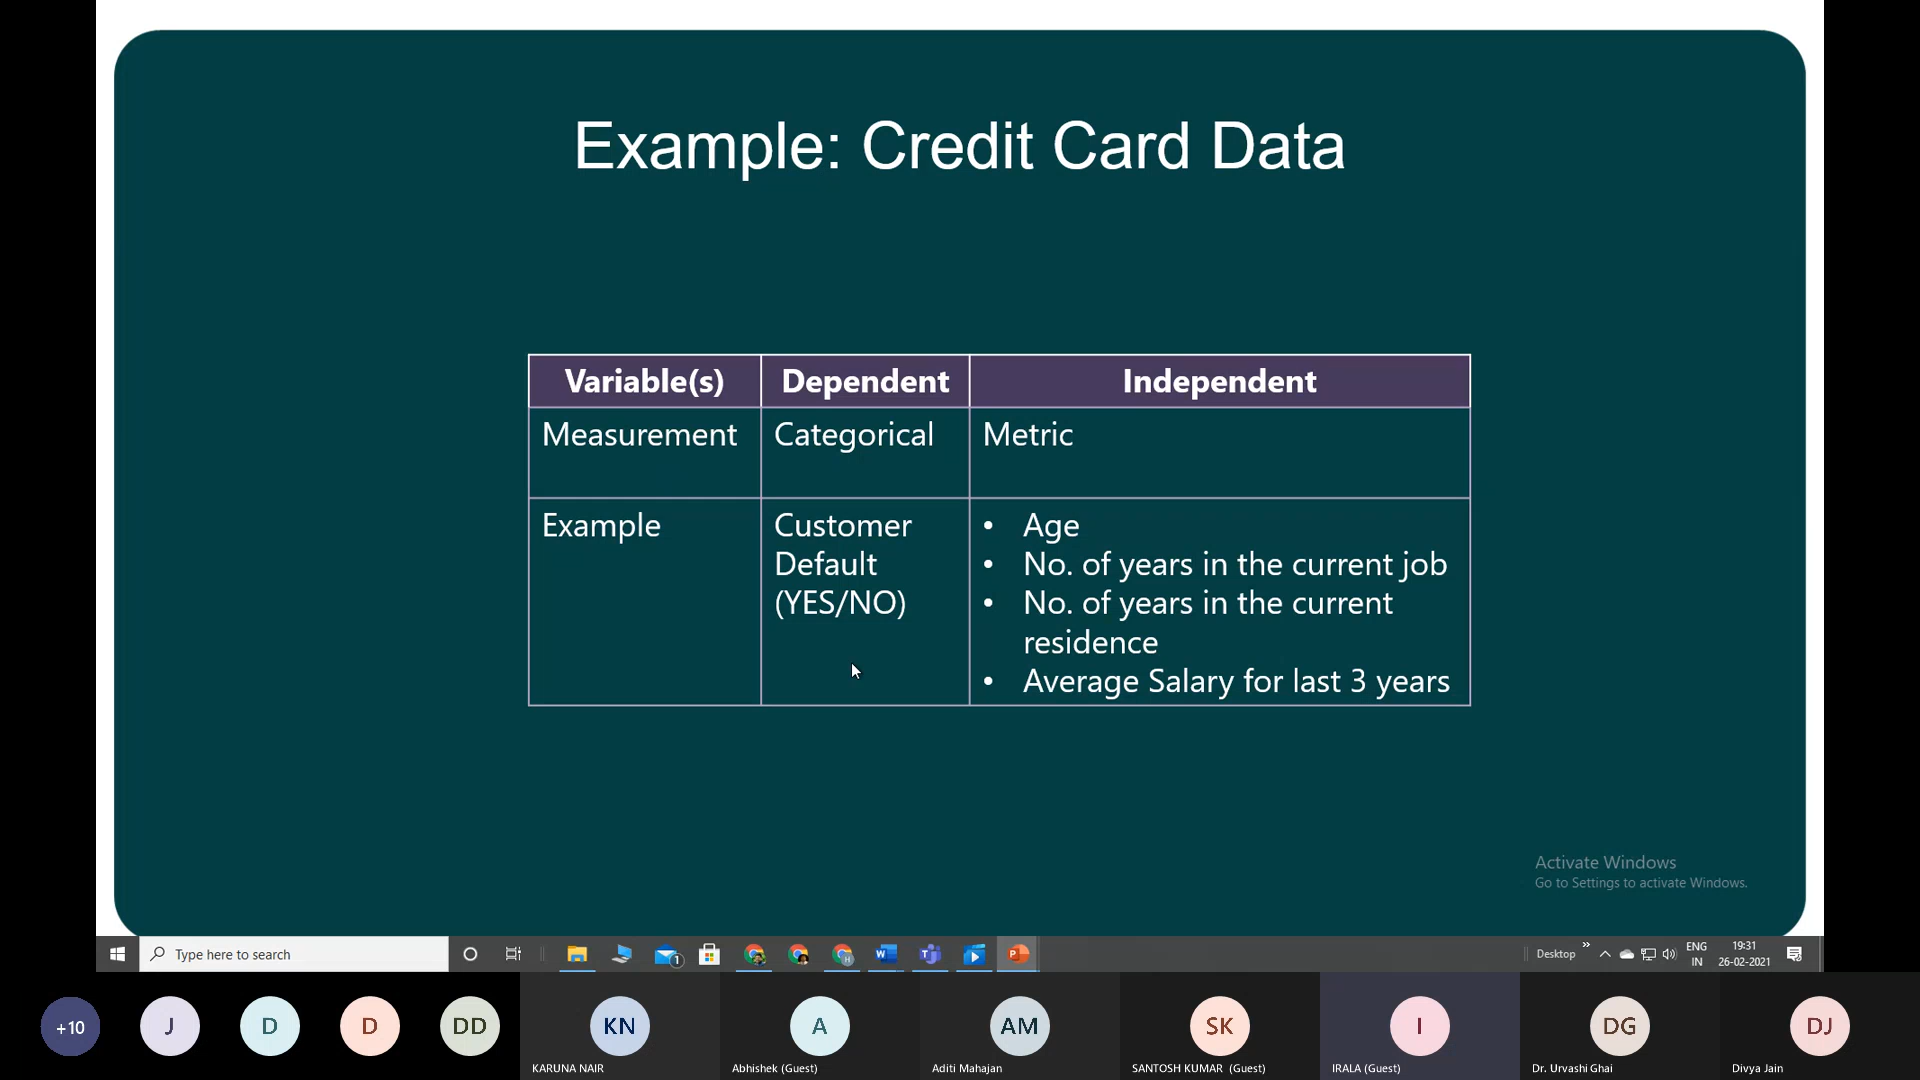 Example: Credit Card Data
Variable(s) Dependent Independent
Measurement Categorical Metric
Example Customer Default (YES/NO)
• Age
• No. of years in the current job
• No. of years in the current
residence
• Average Salary for last 3 years
Activate Windows
Go to Settings to activate Windows.
Type here to search
1
Desktop
ENG
IN
19:31
26-02-2021
+10
J
D
D
DD
KN
KARUNA NAIR
A
Abhishek (Guest)
AM
Aditi Mahajan
SK
SANTOSH KUMAR (Guest)
I
IRALA (Guest)
DG
Dr. Urvashi Ghai
DJ
Divya Jain